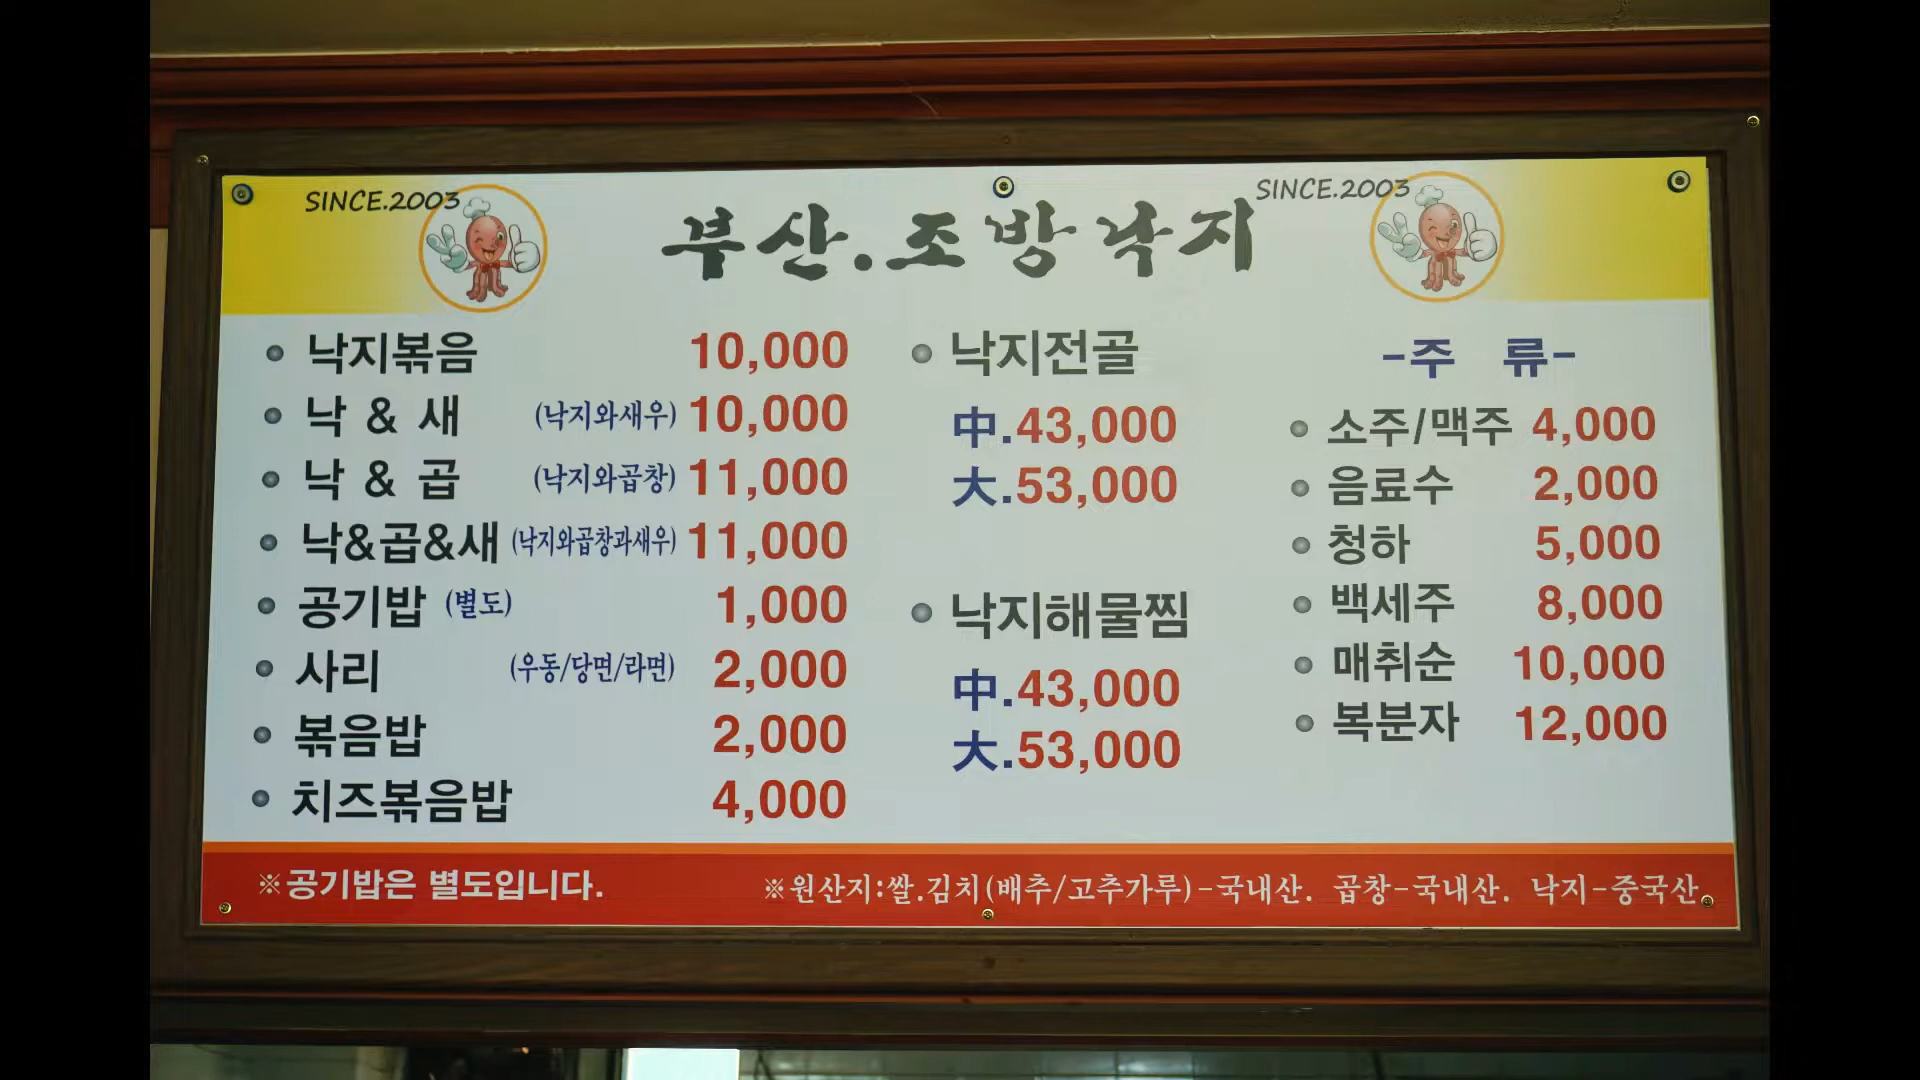 SINCE.2003
부산.조방낙지
SINCE.2003
낙지볶음 10,000
낙 & 새 (낙지와새우) 10,000
낙 & 곱 (낙지와곱창) 11,000
낙&곱&새 (낙지와곱창과새우) 11,000
공기밥 (별도) 1,000
사리 (우동/당면/라면) 2,000
볶음밥 2,000
치즈볶음밥 4,000
낙지전골
中.43,000
大.53,000
낙지해물찜
中.43,000
大.53,000
-주 류-
소주/맥주 4,000
음료수 2,000
청하 5,000
백세주 8,000
매취순 10,000
복분자 12,000
※공기밥은 별도입니다.
※원산지:쌀.김치(배추/고추가루)-국내산. 곱창-국내산. 낙지-중국산.